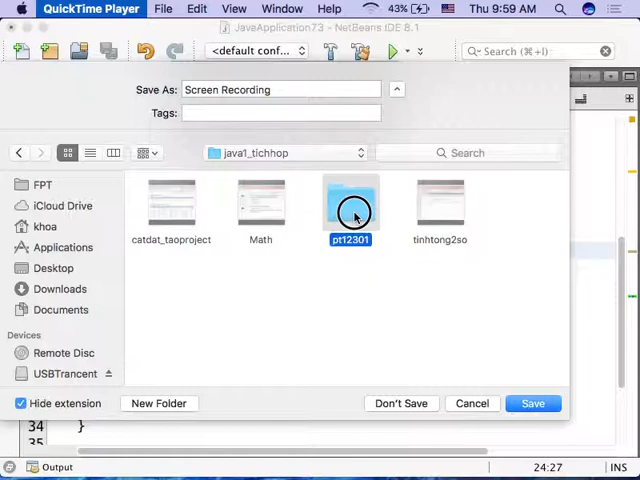 QuickTime Player File Edit View Window Help 43% Thu 9:59 AM
JavaApplication73 - NetBeans IDE 8.1
<default conf... Search (⌘+I)
Save As: Screen Recording
Tags:
java1_tichhop Search
FPT
iCloud Drive
khoa
Applications
Desktop
Downloads
Documents
Devices
Remote Disc
USBTrancent
catdat_taoproject Math pt12301 tinhtong2so
Hide extension New Folder Don't Save Cancel Save
34 }
35
Output 24:27 INS